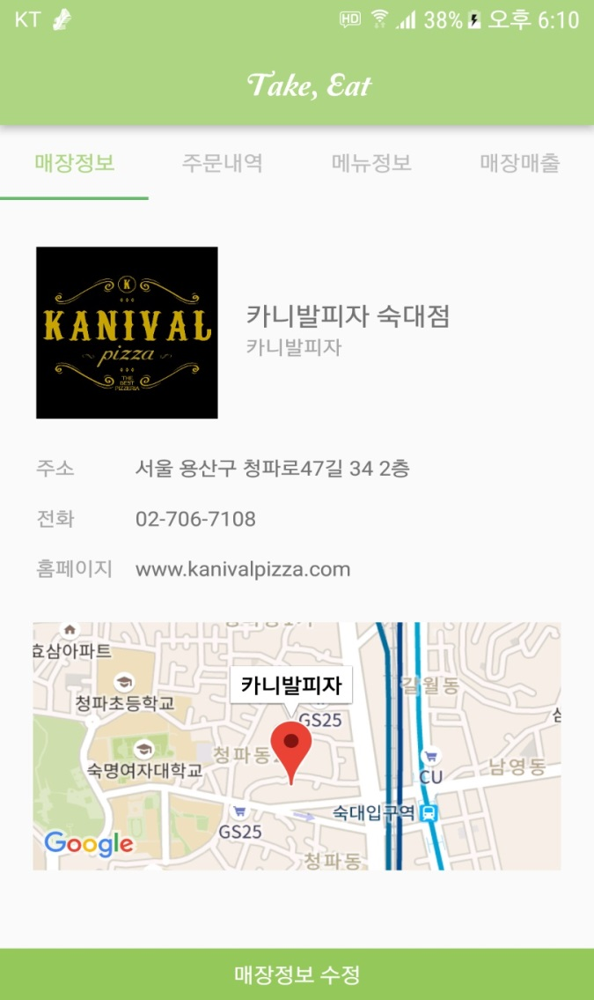 KT HD 38% 오후 6:10
Take, Eat
매장정보 주문내역 메뉴정보 매장매출
K
KANIVAL
pizza
THE
BEST
PIZZERIA
카니발피자 숙대점
카니발피자
주소 서울 용산구 청파로47길 34 2층
전화 02-706-7108
홈페이지 www.kanivalpizza.com
효삼아파트
카니발피자
갈월동
청파초등학교
GS25
청파동
숙명여자대학교
남영동
CU
숙대입구역
GS25
Google
청파동
매장정보 수정